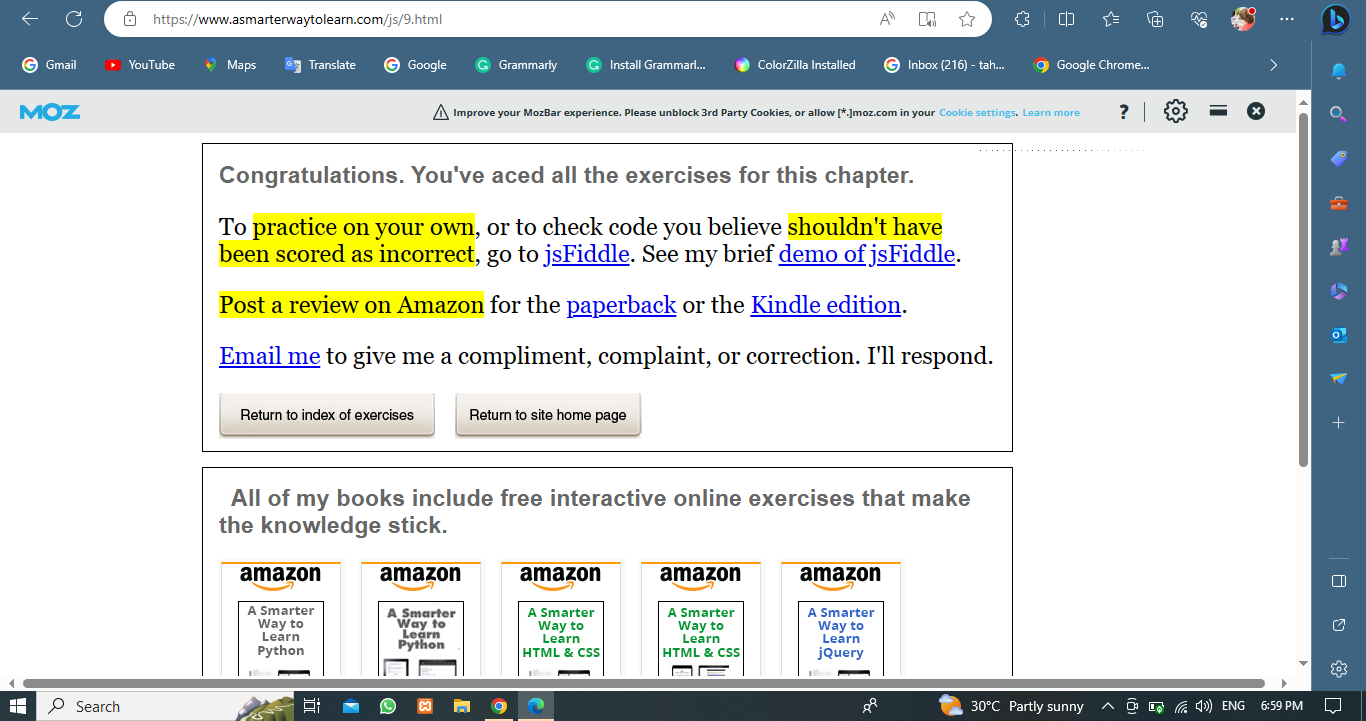 https://www.asmarterwaytolearn.com/js/9.html
Gmail YouTube Maps Translate Google Grammarly Install Grammarl... ColorZilla Installed Inbox (216) - tah... Google Chrome...
MOZ Improve your MozBar experience. Please unblock 3rd Party Cookies, or allow [*.]moz.com in your Cookie settings. Learn more ?
Congratulations. You've aced all the exercises for this chapter.
To practice on your own, or to check code you believe shouldn't have
been scored as incorrect, go to jsFiddle. See my brief demo of jsFiddle.
Post a review on Amazon for the paperback or the Kindle edition.
Email me to give me a compliment, complaint, or correction. I'll respond.
Return to index of exercises Return to site home page
All of my books include free interactive online exercises that make
the knowledge stick.
amazon amazon amazon amazon amazon
A Smarter A Smarter A Smarter A Smarter A Smarter
Way to Way to Way to Way to Way to
Learn Learn Learn Learn Learn
Python Python HTML & CSS HTML & CSS jQuery
Search 30°C Partly sunny ENG 6:59 PM